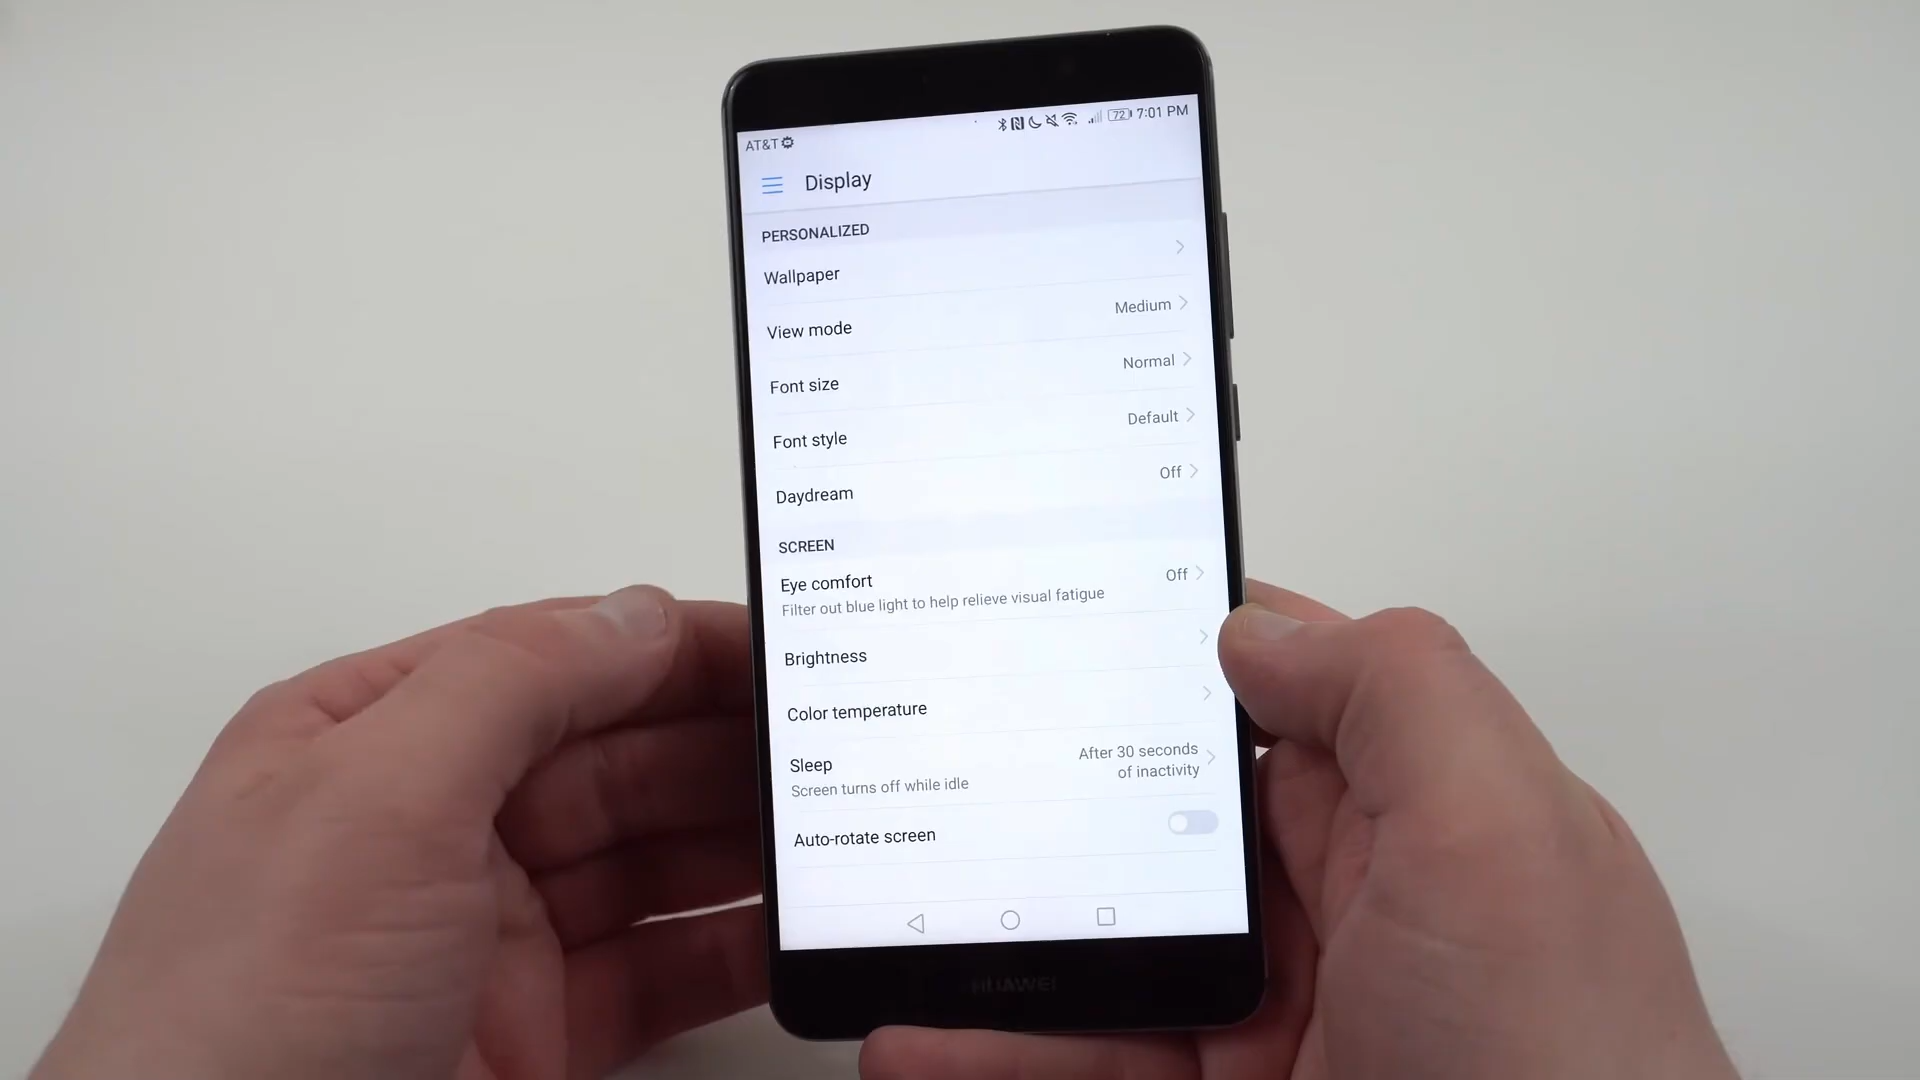 AT&T
72 7:01 PM
Display
PERSONALIZED
Wallpaper
View mode Medium
Font size Normal
Font style Default
Daydream Off
SCREEN
Eye comfort Off
Filter out blue light to help relieve visual fatigue
Brightness
Color temperature
Sleep After 30 seconds
Screen turns off while idle of inactivity
Auto-rotate screen
HUAWEI